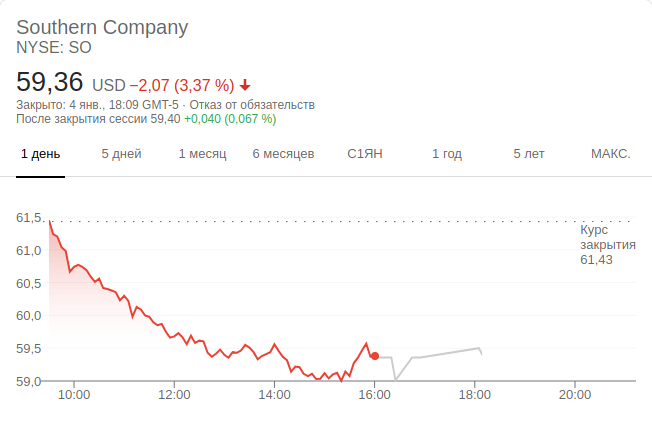 Southern Company
NYSE: SO
59,36 USD −2,07 (3,37 %)
Закрыто: 4 янв., 18:09 GMT-5 · Отказ от обязательств
После закрытия сессии 59,40 +0,040 (0,067 %)
1 день 5 дней 1 месяц 6 месяцев С1ЯН 1 год 5 лет МАКС.
61,5
Курс
закрытия
61,43
61,0
60,5
60,0
59,5
59,0
10:00 12:00 14:00 16:00 18:00 20:00